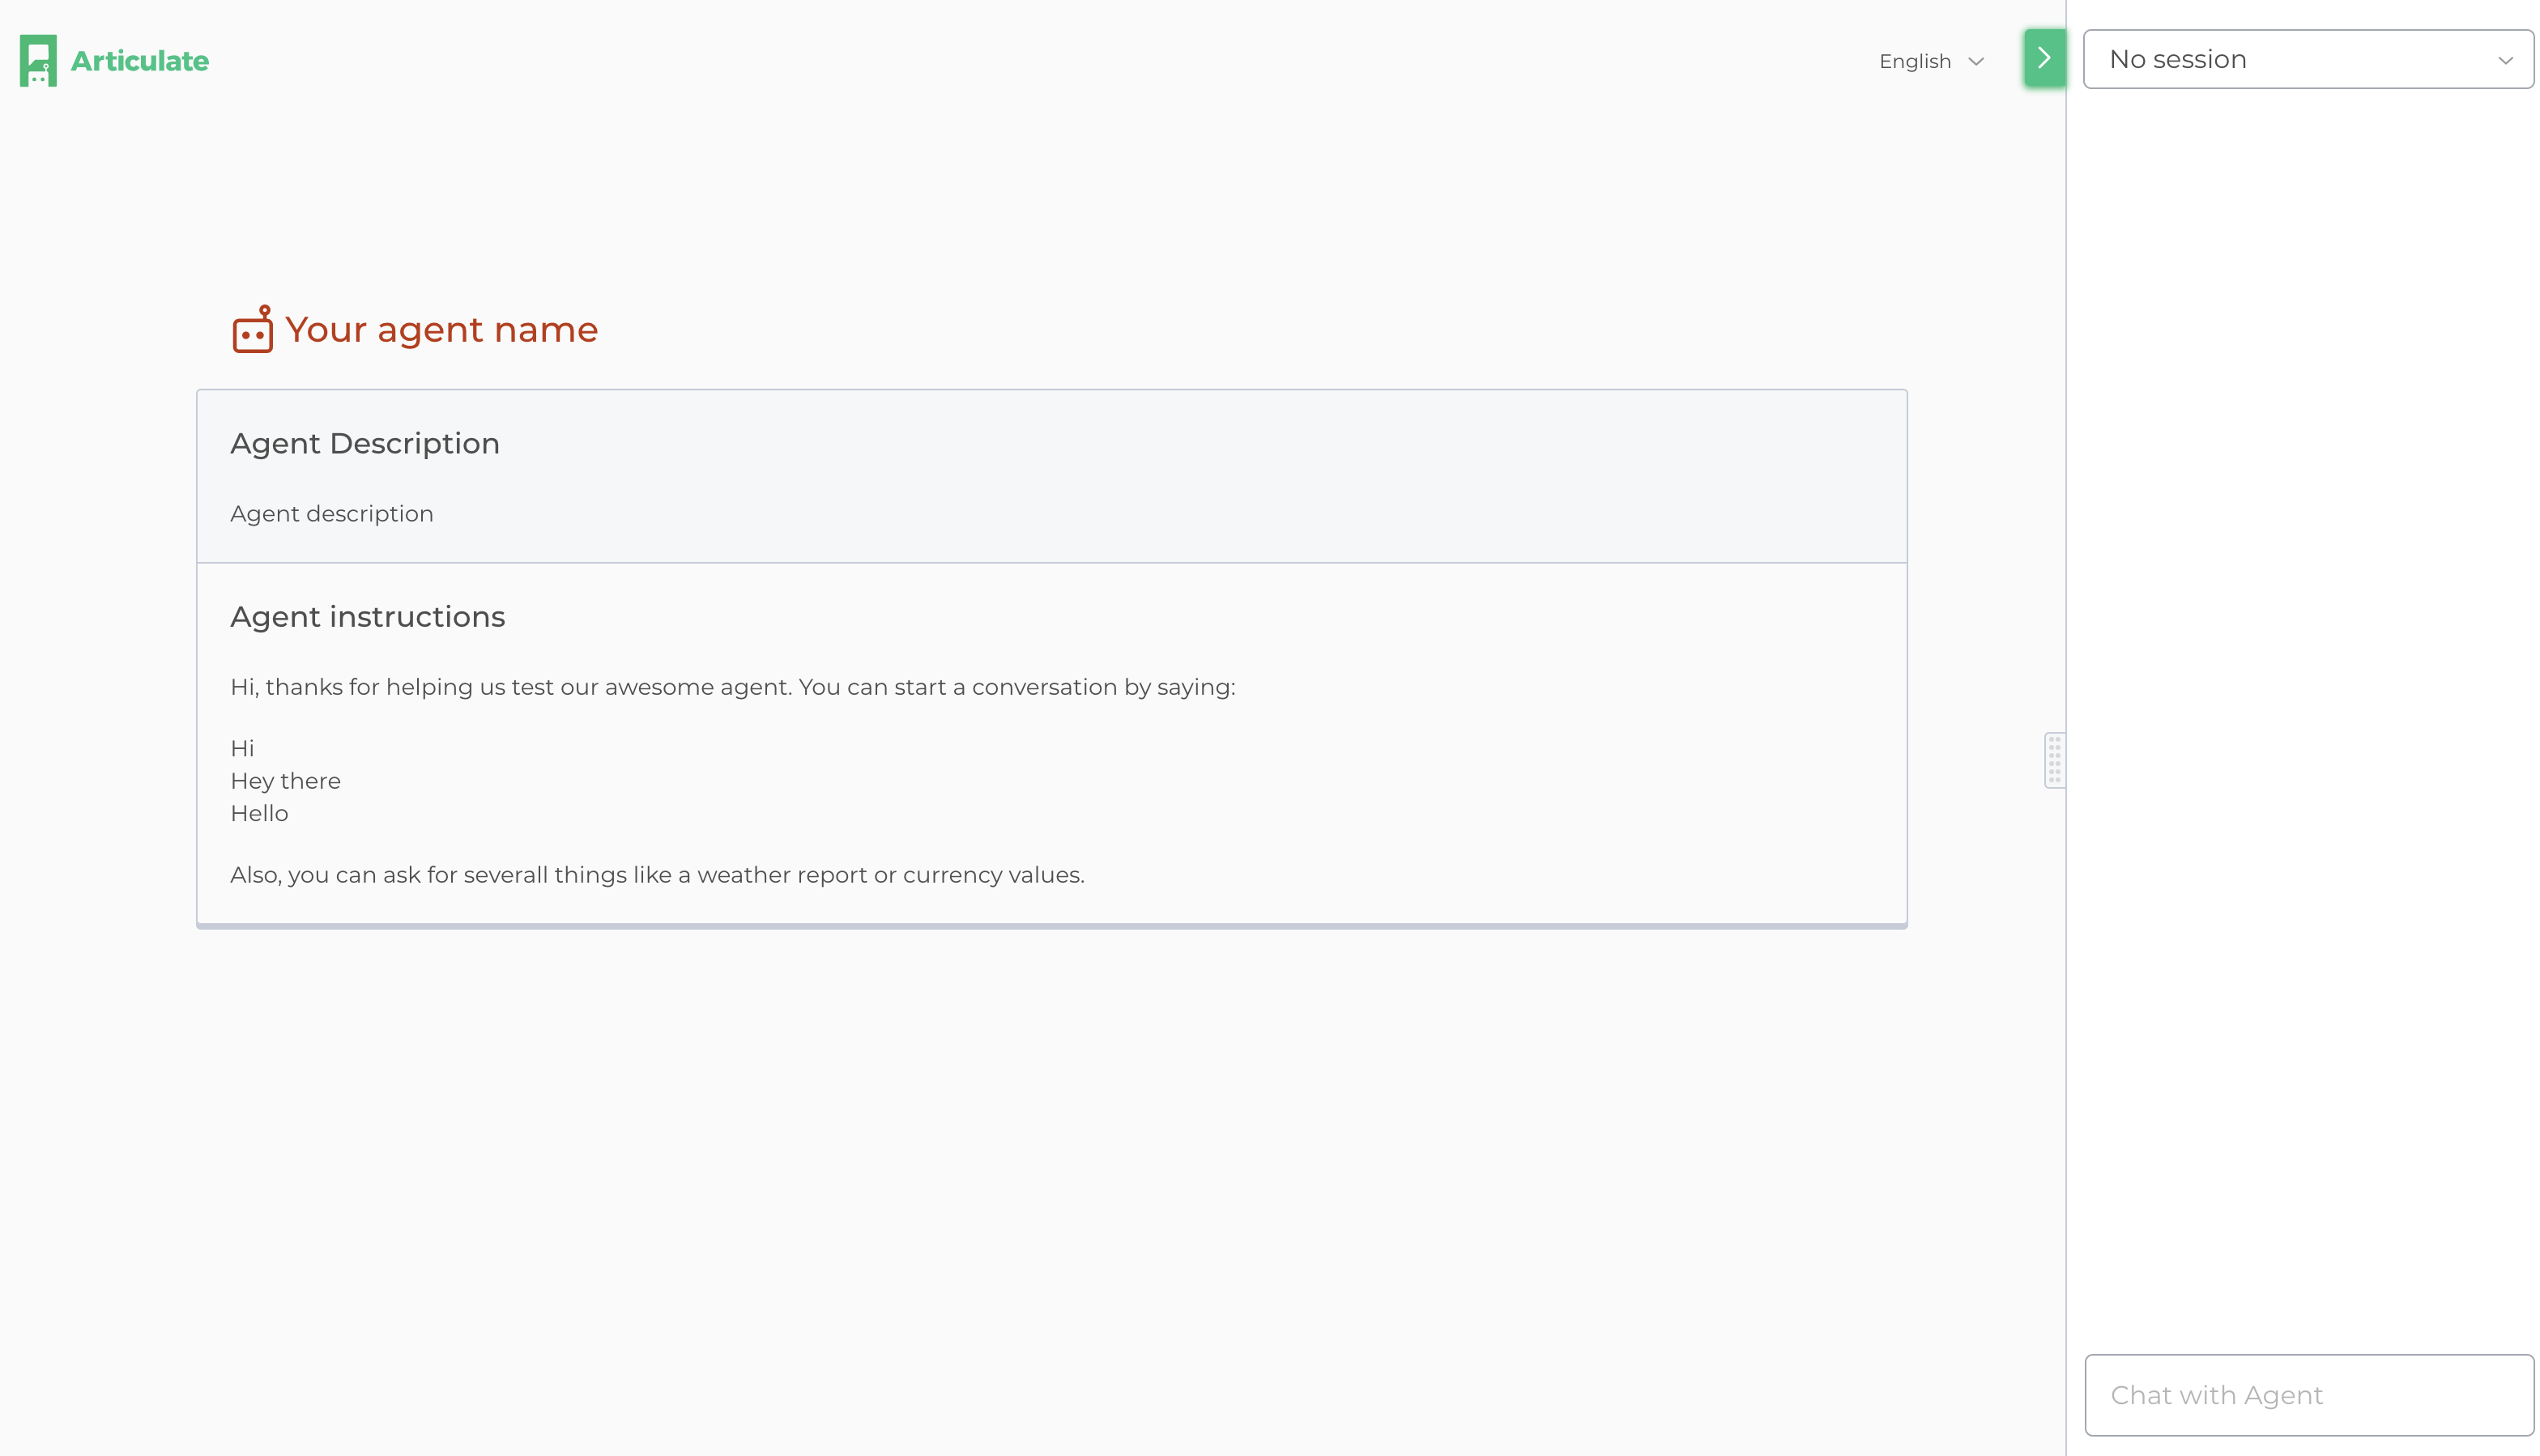 Articulate
English
No session
Your agent name
Agent Description
Agent description
Agent instructions
Hi, thanks for helping us test our awesome agent. You can start a conversation by saying:
Hi
Hey there
Hello
Also, you can ask for severall things like a weather report or currency values.
Chat with Agent